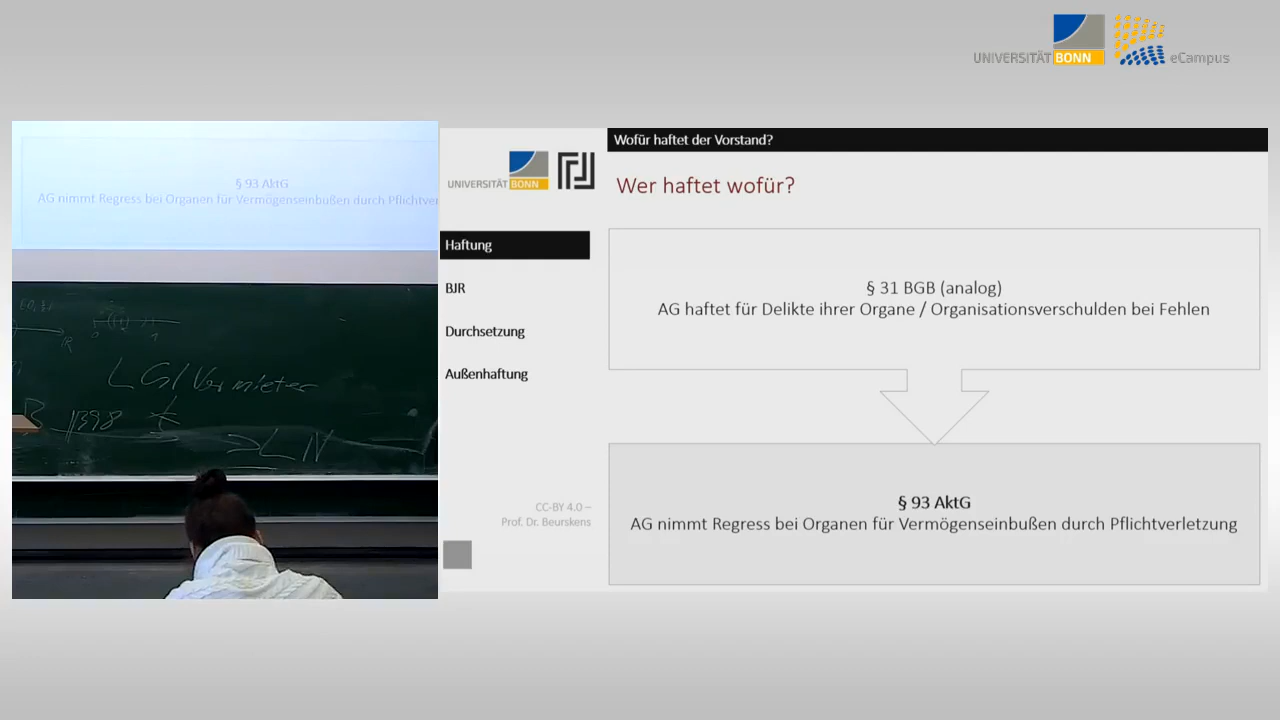 UNIVERSITÄT BONN eCampus
§ 93 AktG
AG nimmt Regress bei Organen für Vermögenseinbußen durch Pflichtver
LG/Vermieter
LN
UNIVERSITÄT BONN
Haftung
BJR
Durchsetzung
Außenhaftung
CC-BY 4.0 –
Prof. Dr. Beurskens
Wofür haftet der Vorstand?
Wer haftet wofür?
§ 31 BGB (analog)
AG haftet für Delikte ihrer Organe / Organisationsverschulden bei Fehlen
§ 93 AktG
AG nimmt Regress bei Organen für Vermögenseinbußen durch Pflichtverletzung